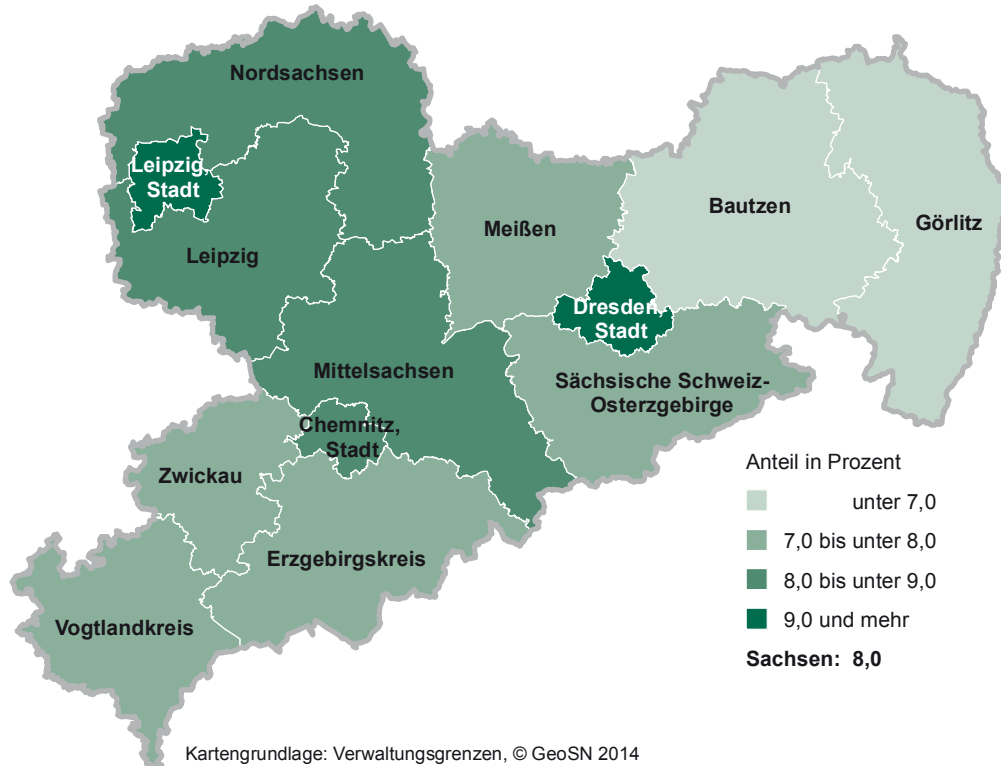 Nordsachsen
Leipzig,
Stadt
Leipzig
Meißen
Bautzen
Görlitz
Dresden,
Stadt
Mittelsachsen
Sächsische Schweiz-
Osterzgebirge
Chemnitz,
Stadt
Zwickau
Erzgebirgskreis
Vogtlandkreis
Anteil in Prozent
unter 7,0
7,0 bis unter 8,0
8,0 bis unter 9,0
9,0 und mehr
Sachsen: 8,0
Kartengrundlage: Verwaltungsgrenzen, © GeoSN 2014